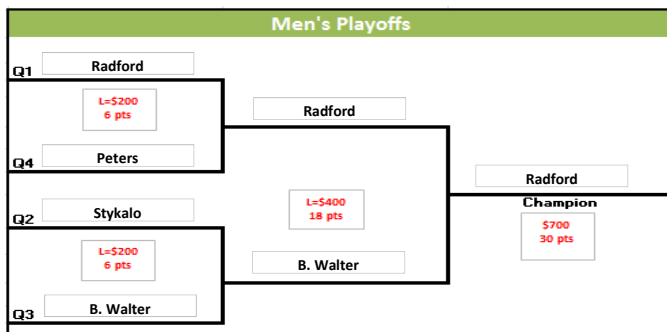 Men's Playoffs
Radford
Q1
L=$200
6 pts
Radford
Peters
Q4
Radford
Champion
Stykalo
Q2
L=$400
18 pts
$700
30 pts
L=$200
6 pts
B. Walter
B. Walter
Q3